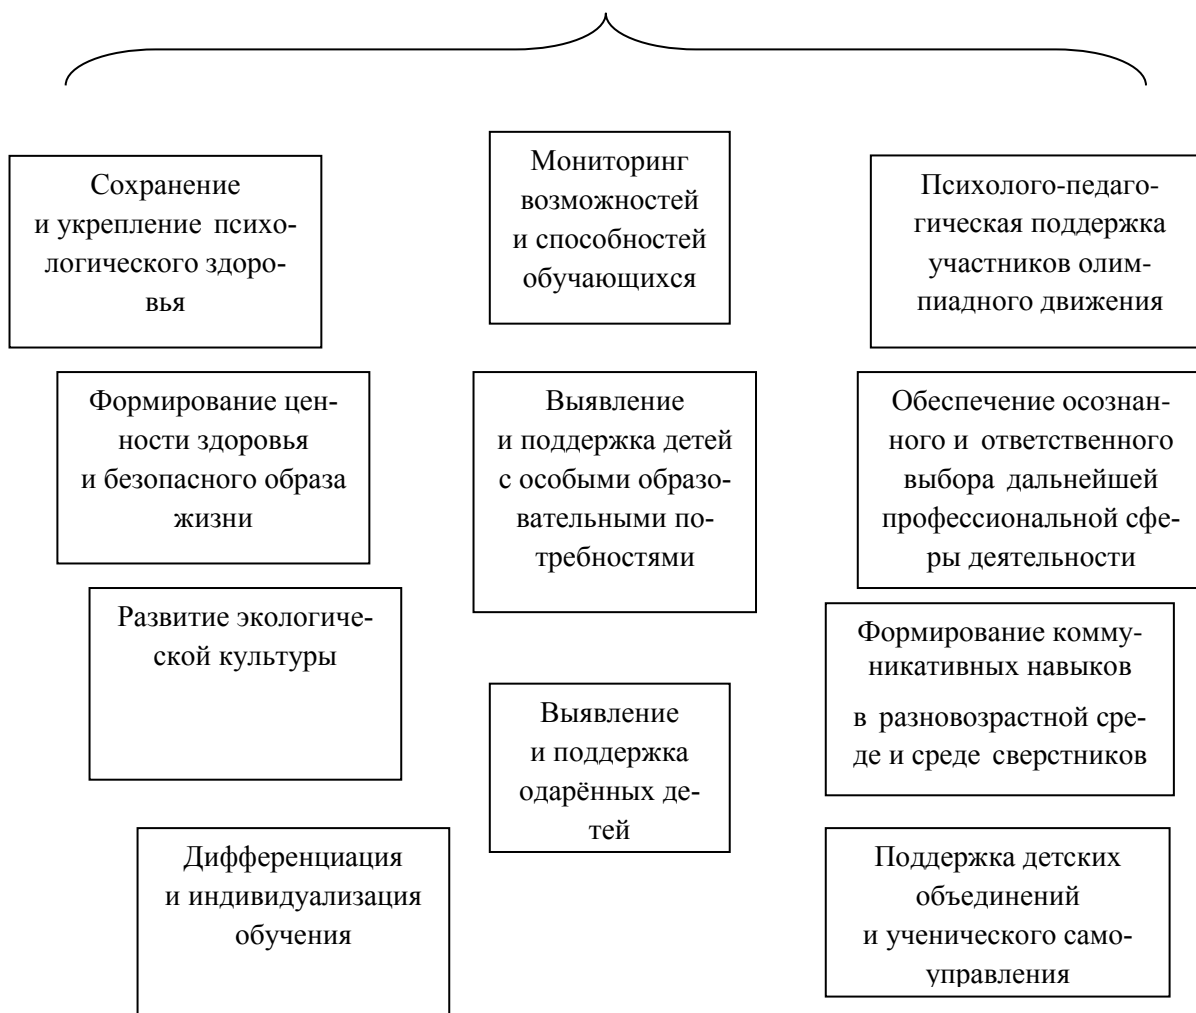 Сохранение
и укрепление психо-
логического здоро-
вья
Формирование цен-
ности здоровья
и безопасного образа
жизни
Развитие экологиче-
ской культуры
Дифференциация
и индивидуализация
обучения
Мониторинг
возможностей
и способностей
обучающихся
Выявление
и поддержка детей
с особыми образо-
вательными по-
требностями
Выявление
и поддержка
одарённых де-
тей
Психолого-педаго-
гическая поддержка
участников олим-
пиадного движения
Обеспечение осознан-
ного и ответственного
выбора дальнейшей
профессиональной сфе-
ры деятельности
Формирование комму-
никативных навыков
в разновозрастной сре-
де и среде сверстников
Поддержка детских
объединений
и ученического само-
управления